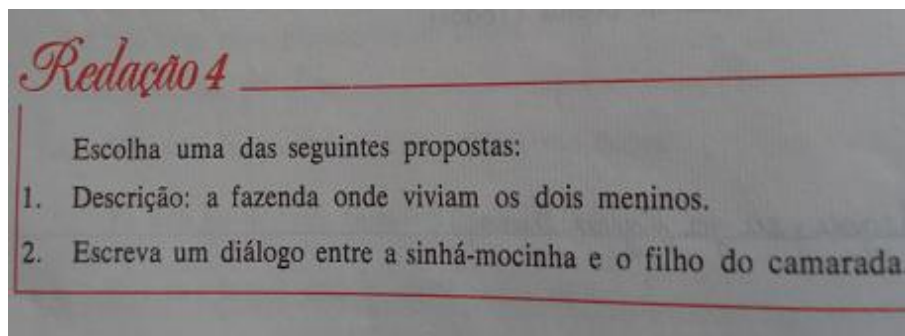 Redação 4
Escolha uma das seguintes propostas:
1. Descrição: a fazenda onde viviam os dois meninos.
2. Escreva um diálogo entre a sinhá-mocinha e o filho do camarada.